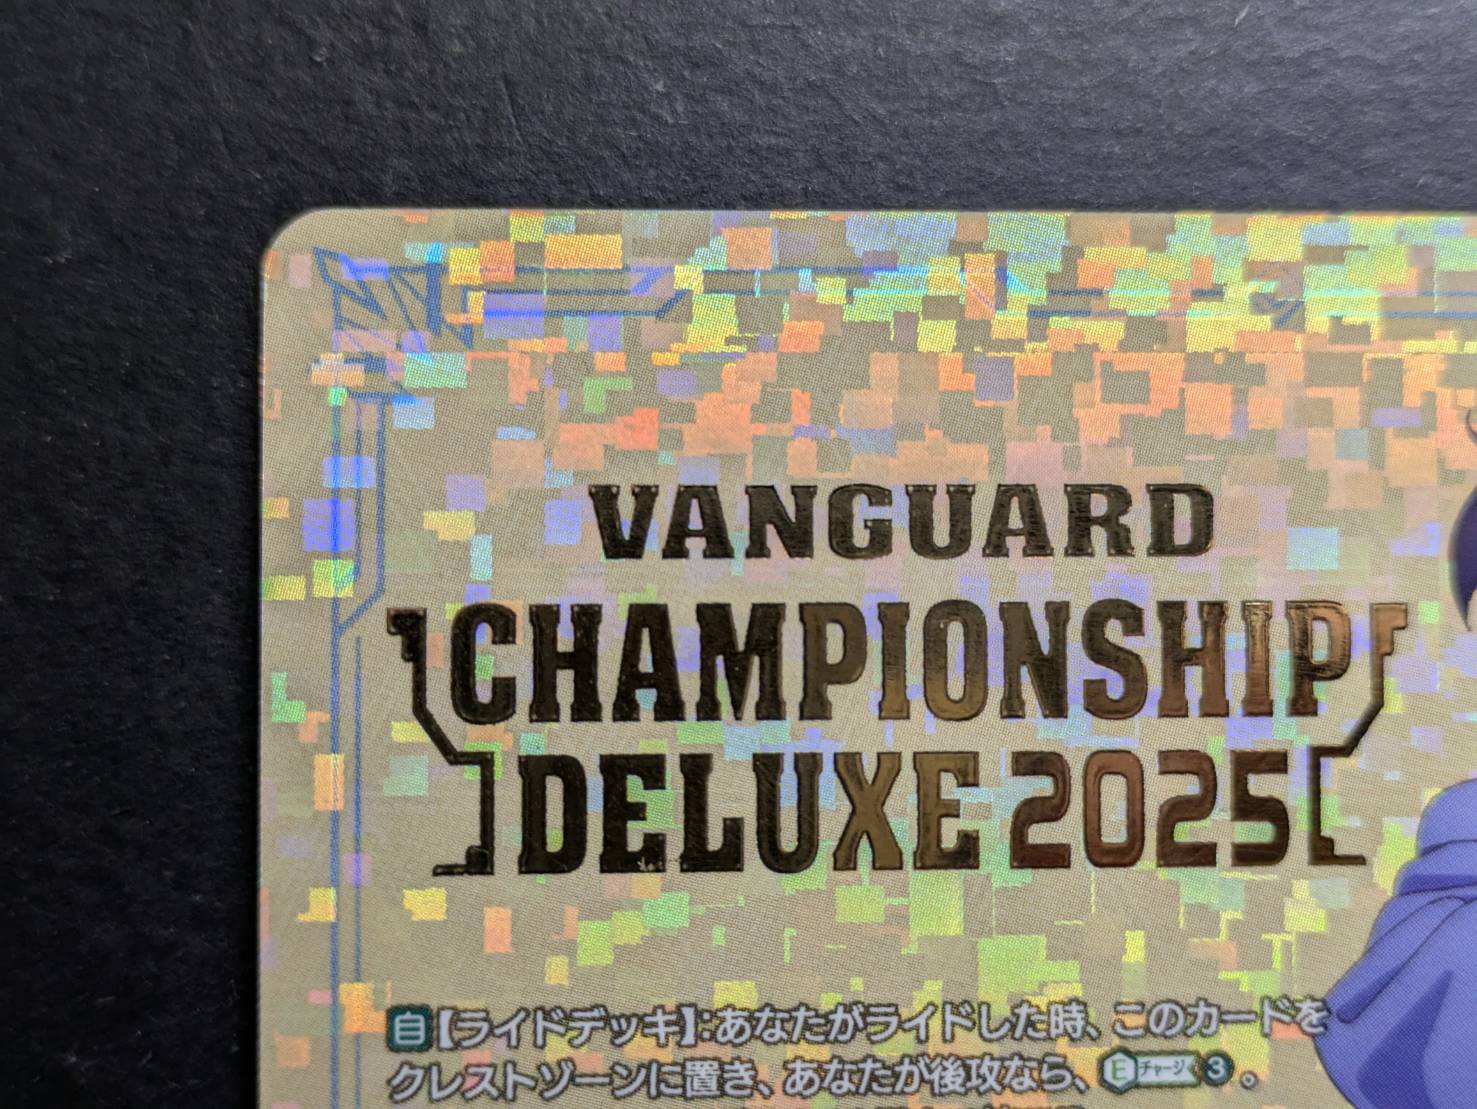 VANGUARD
CHAMPIONSHIP
DELUXE 2025
自【ライドデッキ】:あなたがライドした時、このカードを
クレストゾーンに置き、あなたが後攻なら、Eチャージ3。